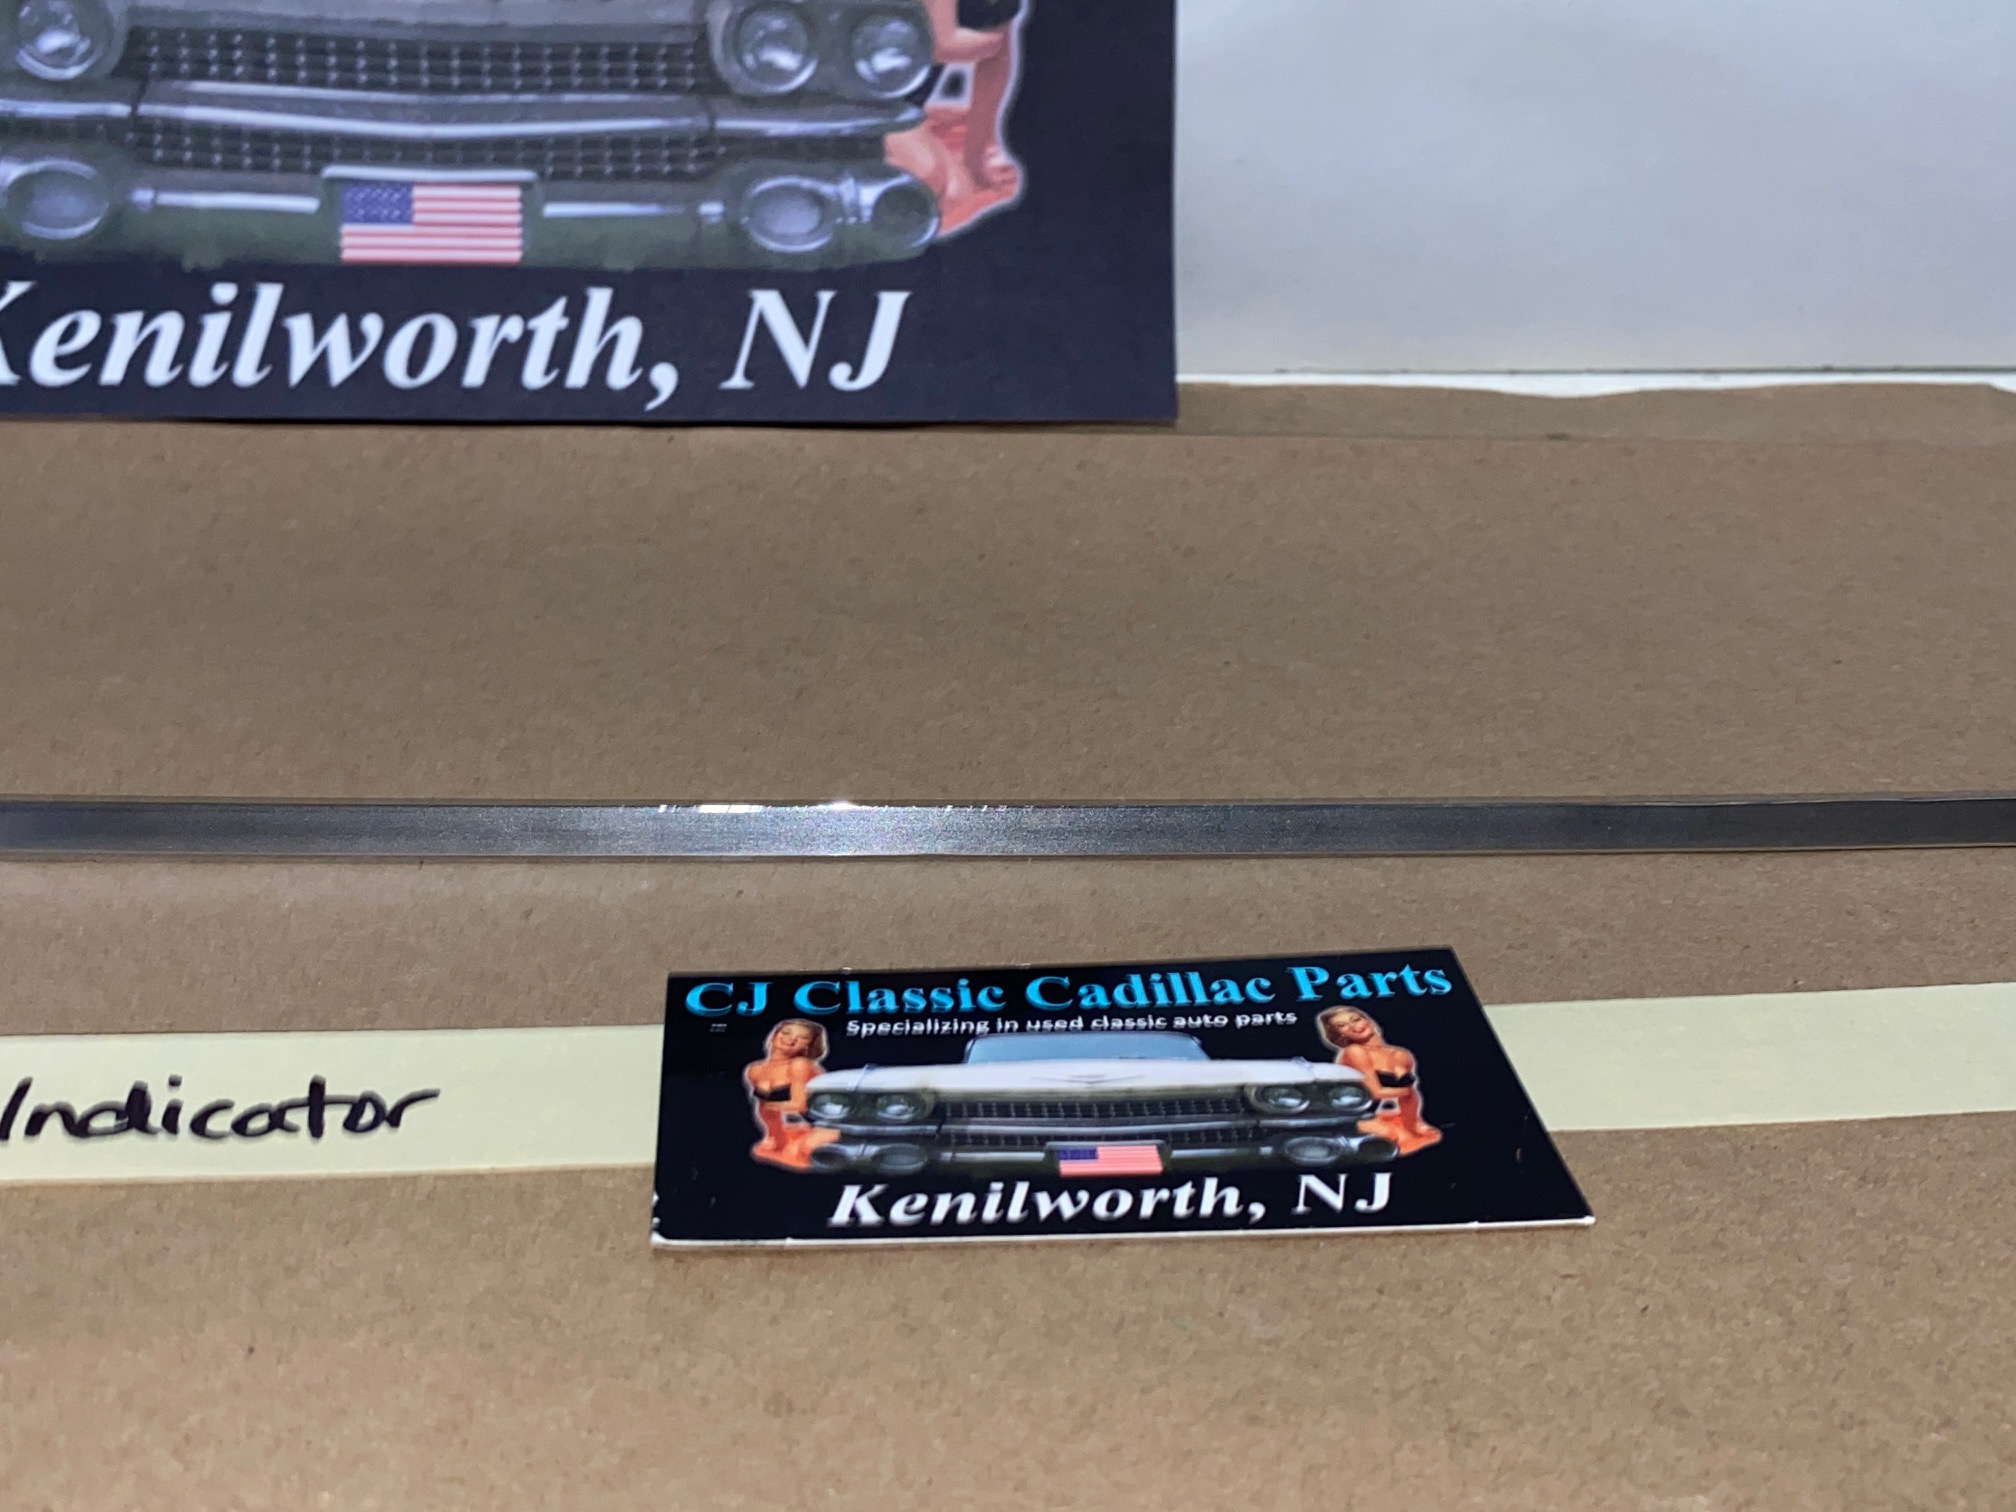 Kenilworth, NJ
Indicator
CJ Classic Cadillac Parts
Specializing in used classic auto parts
Kenilworth, NJ